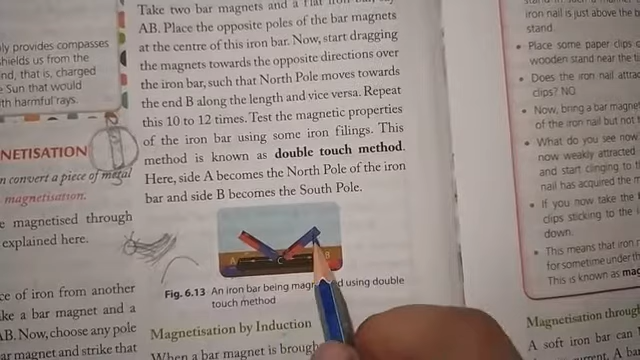 Take two bar magnets and a flat iron bar, say
AB. Place the opposite poles of the bar magnets
at the centre of this iron bar. Now, start dragging
the magnets towards the opposite directions over
the iron bar, such that North Pole moves towards
the end B along the length and vice versa. Repeat
this 10 to 12 times. Test the magnetic properties
of the iron bar using some iron filings. This
method is known as double touch method.
Here, side A becomes the North Pole of the iron
bar and side B becomes the South Pole.
A
C
B
Fig. 6.13 An iron bar being using double
touch method
Magnetisation by Induction
When a bar magnet is
provides compasses
shields us from the
that is, charged
Sun that would
harmful rays.
NETISATION
convert a piece of metal
magnetisation.
magnetised through
explained here.
ce of iron from another
a bar magnet and a
AB. Now, choose any pole
ar magnet and strike that
iron nail is just above the
stand.
• Place some paper clips
wooden stand near the
• Does the iron nail
clips? NO
• Now, bring a bar
of the iron nail but not
• What do you see now
now weakly attracted
and start clinging to
nail has acquired the
• If you now take the
clips sticking to the
down.
• This means that iron
for sometime under
This is known as
Magnetisation through
A soft iron bar can